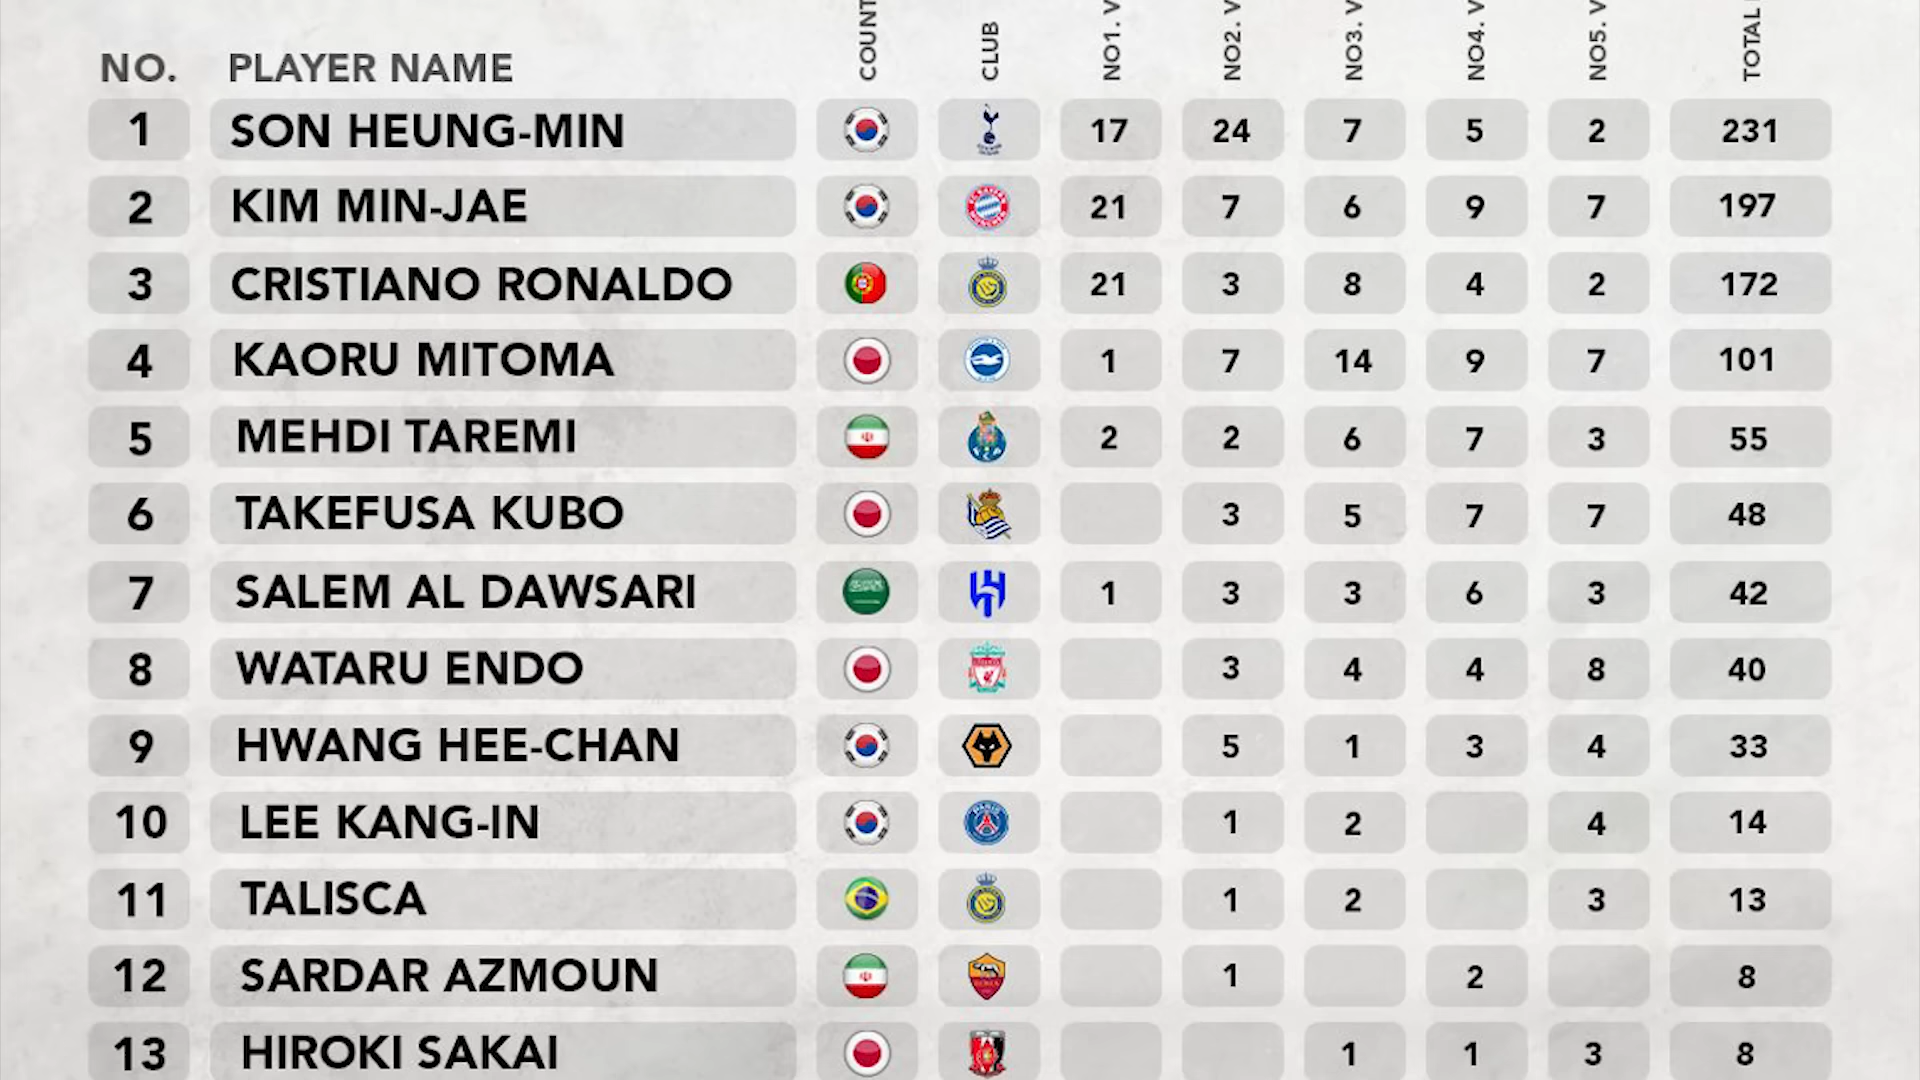 NO. PLAYER NAME COUNT CLUB NO1. V NO2. V NO3. V NO4. V NO5. V TOTAL
1 SON HEUNG-MIN 17 24 7 5 2 231
2 KIM MIN-JAE 21 7 6 9 7 197
3 CRISTIANO RONALDO 21 3 8 4 2 172
4 KAORU MITOMA 1 7 14 9 7 101
5 MEHDI TAREMI 2 2 6 7 3 55
6 TAKEFUSA KUBO 3 5 7 7 48
7 SALEM AL DAWSARI 1 3 3 6 3 42
8 WATARU ENDO 3 4 4 8 40
9 HWANG HEE-CHAN 5 1 3 4 33
10 LEE KANG-IN 1 2 4 14
11 TALISCA 1 2 3 13
12 SARDAR AZMOUN 1 2 8
13 HIROKI SAKAI 1 1 3 8